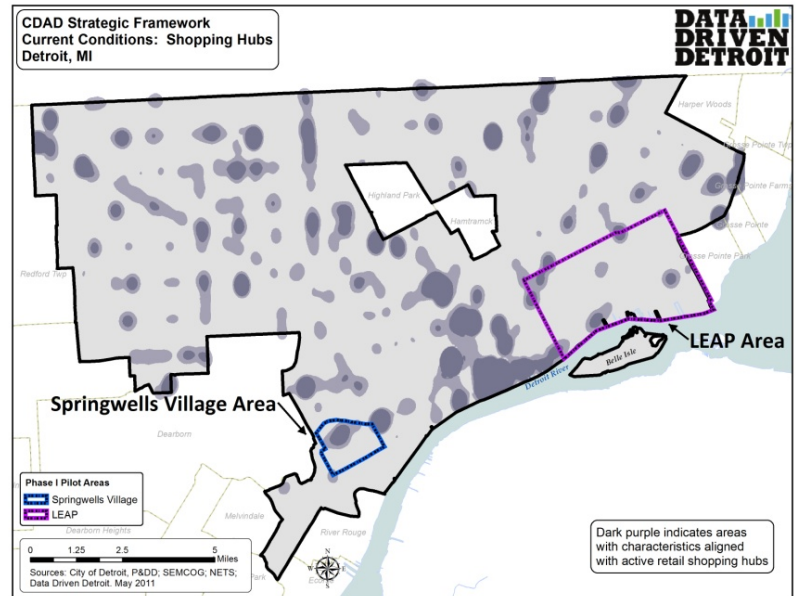 CDAD Strategic Framework
Current Conditions: Shopping Hubs
Detroit, MI
DATA
DRIVEN
DETROIT
Harper Woods
Grosse Pointe Twp
Pointe Farms
Highland Park
Hamtramck
Pointe
Grosse Pointe Park
Redford Twp
LEAP Area
Belle Isle
Detroit River
Springwells Village Area
Dearborn
Phase I Pilot Areas
Springwells Village
LEAP
Melvindale
Dearborn Heights
River Rouge
Dark purple indicates areas
with characteristics aligned
with active retail shopping hubs
0 1.25 2.5 5
Miles
Sources: City of Detroit, P&DD; SEMCOG; NETS;
Data Driven Detroit. May 2011
Park
N
W E
S